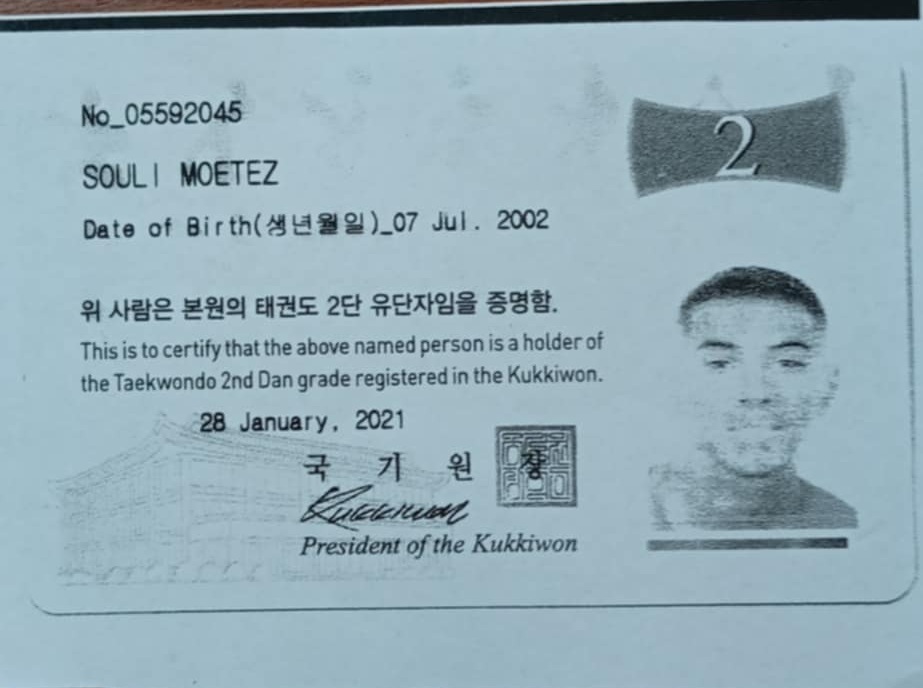 No_05592045
2
SOULI MOETEZ
Date of Birth(생년월일)_07 Jul. 2002
위 사람은 본원의 태권도 2단 유단자임을 증명함.
This is to certify that the above named person is a holder of
the Taekwondo 2nd Dan grade registered in the Kukkiwon.
28 January, 2021
국 기 원 장
Kukkiwon
President of the Kukkiwon